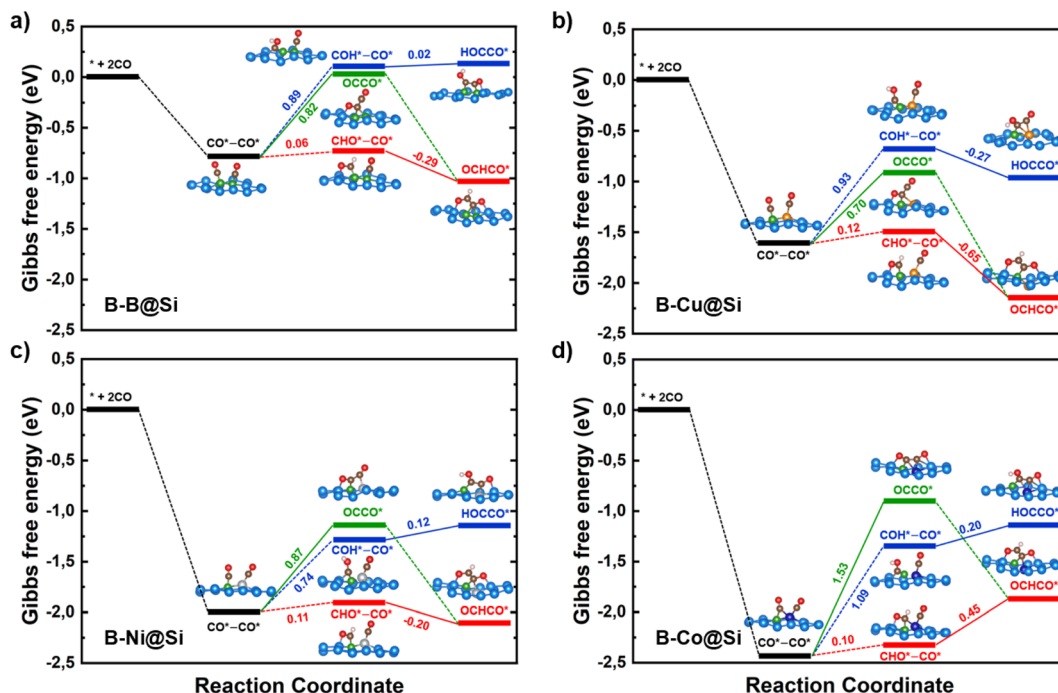 a)
Gibbs free energy (eV)
0,5
0,0
-0,5
-1,0
-1,5
-2,0
-2,5
* + 2CO
CO*–CO*
0.89
0.82
0.06
COH*–CO*
OCCO*
CHO*–CO*
0.02
-0.29
HOCCO*
OCHCO*
B-B@Si
b)
Gibbs free energy (eV)
0,5
0,0
-0,5
-1,0
-1,5
-2,0
-2,5
* + 2CO
CO*–CO*
0.93
0.70
0.12
COH*–CO*
OCCO*
CHO*–CO*
-0.27
-0.65
HOCCO*
OCHCO*
B-Cu@Si
c)
Gibbs free energy (eV)
0,5
0,0
-0,5
-1,0
-1,5
-2,0
-2,5
* + 2CO
CO*–CO*
0.87
0.74
0.11
OCCO*
COH*–CO*
CHO*–CO*
0.12
-0.20
HOCCO*
OCHCO*
B-Ni@Si
d)
Gibbs free energy (eV)
0,5
0,0
-0,5
-1,0
-1,5
-2,0
-2,5
* + 2CO
CO*–CO*
1.53
1.09
0.10
OCCO*
COH*–CO*
CHO*–CO*
0.20
0.45
HOCCO*
OCHCO*
B-Co@Si
Reaction Coordinate
Reaction Coordinate